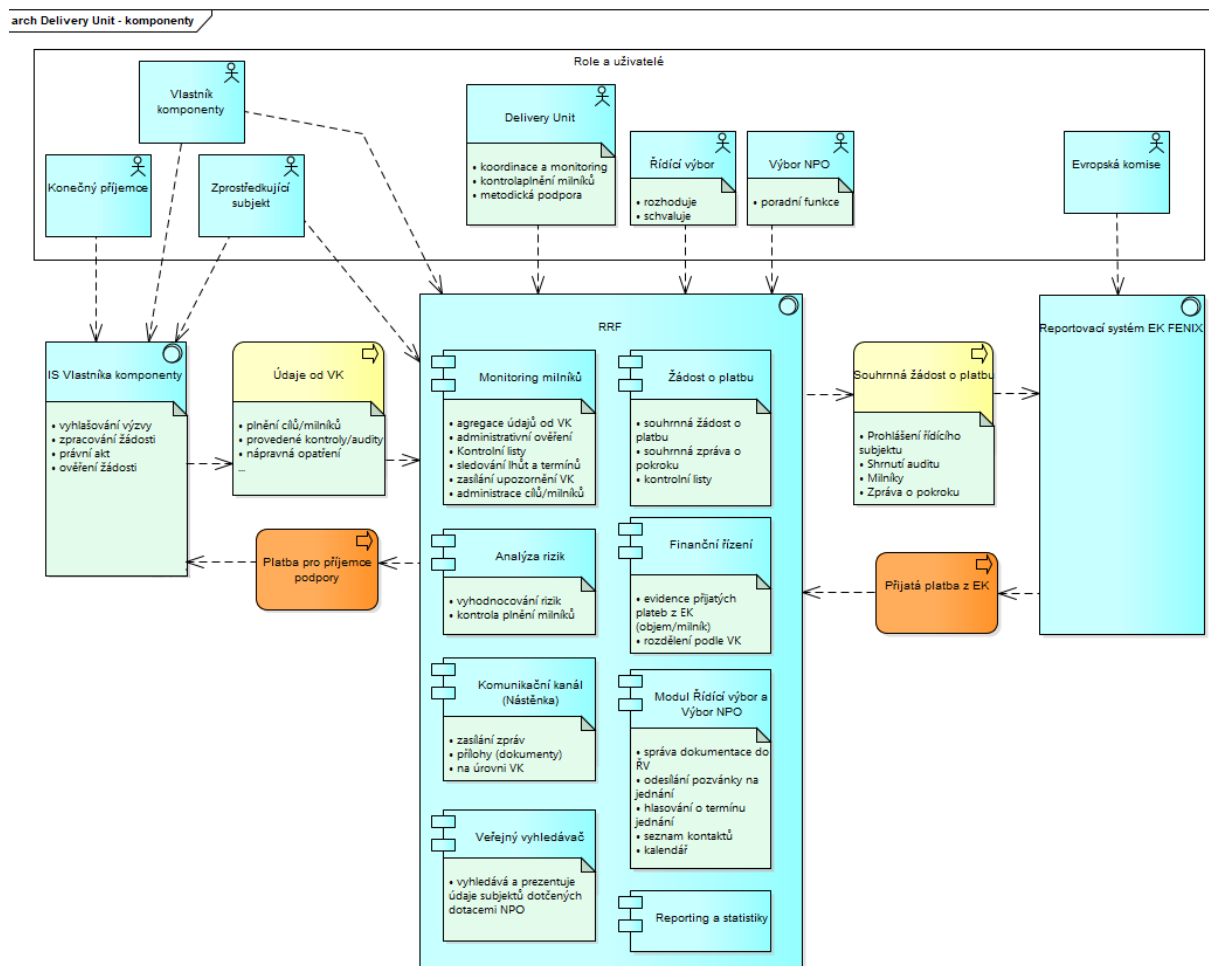 arch Delivery Unit - komponenty
Role a uživatelé
Vlastník
komponenty
Konečný příjemce
Zprostředkující
subjekt
Delivery Unit
• koordinace a monitoring
• kontrolaplnění milníků
• metodická podpora
Řídící výbor
• rozhoduje
• schvaluje
Výbor NPO
• poradní funkce
Evropská komise
IS Vlastníka komponenty
• vyhlašování výzvy
• zpracování žádosti
• právní akt
• ověření žádosti
Údaje od VK
• plnění cílů/milníků
• provedené kontroly/audity
• nápravná opatření
...
Platba pro příjemce
podpory
RRF
Monitoring milníků
• agregace údajů od VK
• administrativní ověření
• Kontrolní listy
• sledování lhůt a termínů
• zasílání upozornění VK
• administrace cílů/milníků
Žádost o platbu
• souhrnná žádost o
platbu
• souhrnná zpráva o
pokroku
• kontrolní listy
Analýza rizik
• vyhodnocování rizik
• kontrola plnění milníků
Finanční řízení
• evidence přijatých
plateb z EK
(objem/milník)
• rozdělení podle VK
Komunikační kanál
(Nástěnka)
• zasílání zpráv
• přílohy (dokumenty)
• na úrovni VK
Modul Řídící výbor a
Výbor NPO
• správa dokumentace do
ŘV
• odesílání pozvánky na
jednání
• hlasování o termínu
jednání
• seznam kontaktů
• kalendář
Veřejný vyhledávač
• vyhledává a prezentuje
údaje subjektů dotčených
dotacemi NPO
Reporting a statistiky
Souhrnná žádost o platbu
• Prohlášení řídícího
subjektu
• Shrnutí auditu
• Milníky
• Zpráva o pokroku
Přijatá platba z EK
Reportovací systém EK FENIX